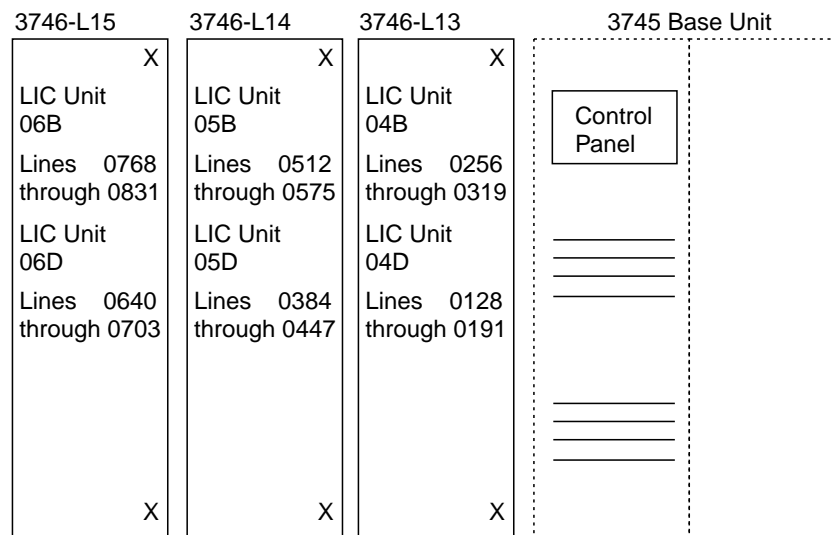 3746-L15 3746-L14 3746-L13 3745 Base Unit
X
LIC Unit
06B
Lines 0768
through 0831
LIC Unit
06D
Lines 0640
through 0703
X
X
LIC Unit
05B
Lines 0512
through 0575
LIC Unit
05D
Lines 0384
through 0447
X
X
LIC Unit
04B
Lines 0256
through 0319
LIC Unit
04D
Lines 0128
through 0191
X
Control
Panel